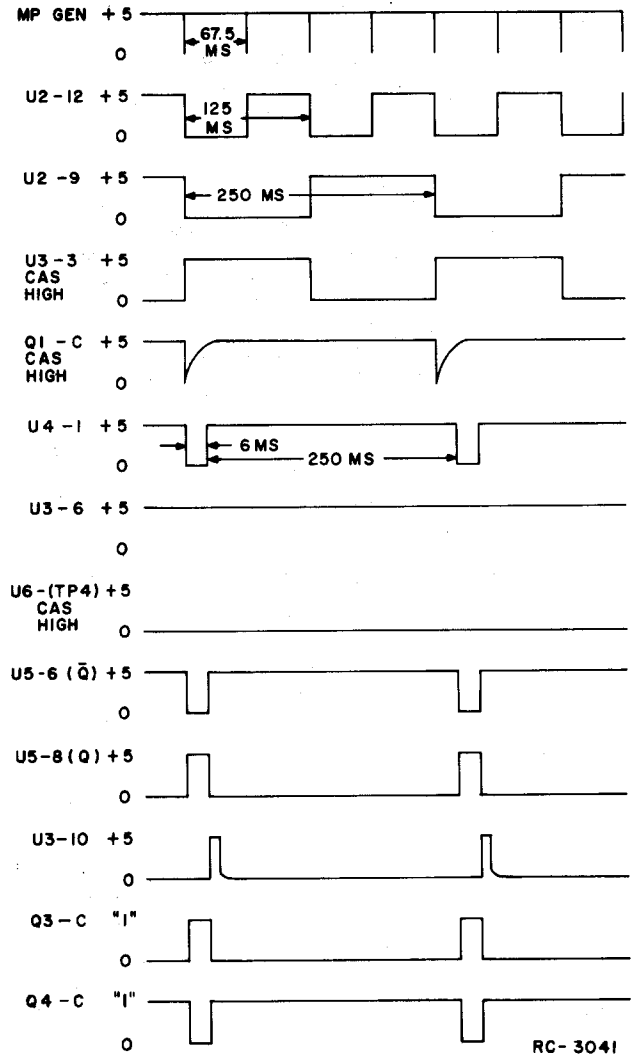 MP GEN +5
0
67.5
MS
U2-12 +5
0
125
MS
U2-9 +5
0
250 MS
U3-3 +5
CAS
HIGH 0
Q1-C +5
CAS
HIGH 0
U4-1 +5
0
6 MS
250 MS
U3-6 +5
0
U6-(TP4) +5
CAS
HIGH 0
U5-6 (Q̄) +5
0
U5-8 (Q) +5
0
U3-10 +5
0
Q3-C "1"
0
Q4-C "1"
0
RC-3041